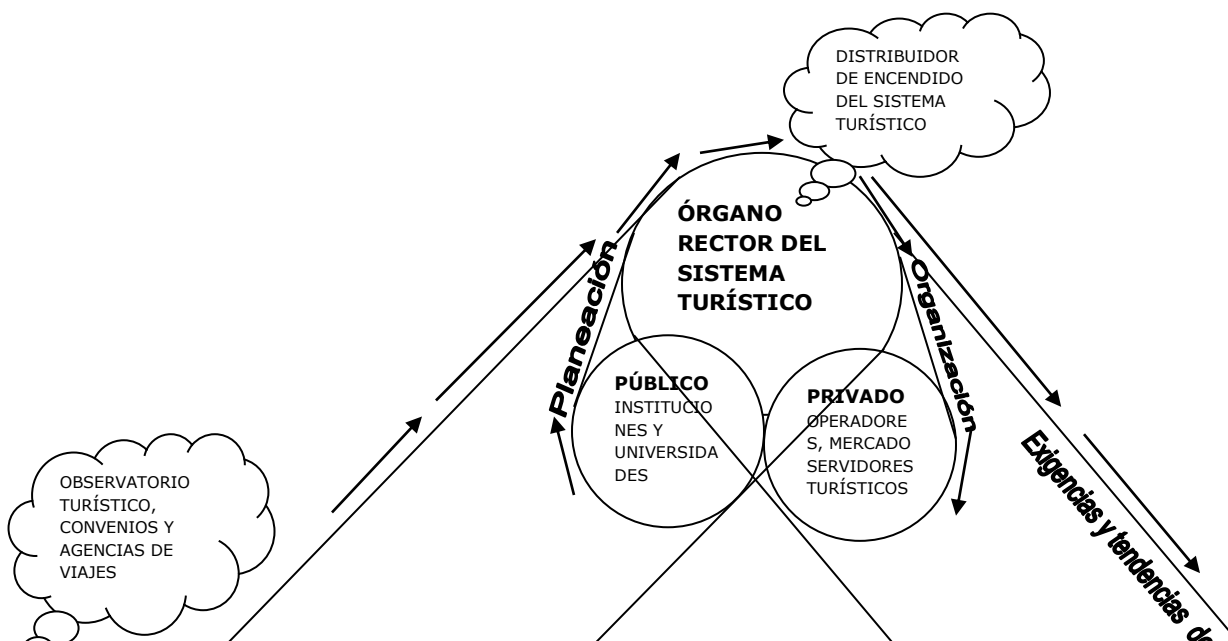 DISTRIBUIDOR
DE ENCENDIDO
DEL SISTEMA
TURÍSTICO
ÓRGANO
RECTOR DEL
SISTEMA
TURÍSTICO
Planeación
Organización
PÚBLICO
INSTITUCIO
NES Y
UNIVERSIDA
DES
PRIVADO
OPERADORE
S, MERCADO
SERVIDORES
TURÍSTICOS
OBSERVATORIO
TURÍSTICO,
CONVENIOS Y
AGENCIAS DE
VIAJES
Exigencias y tendencias